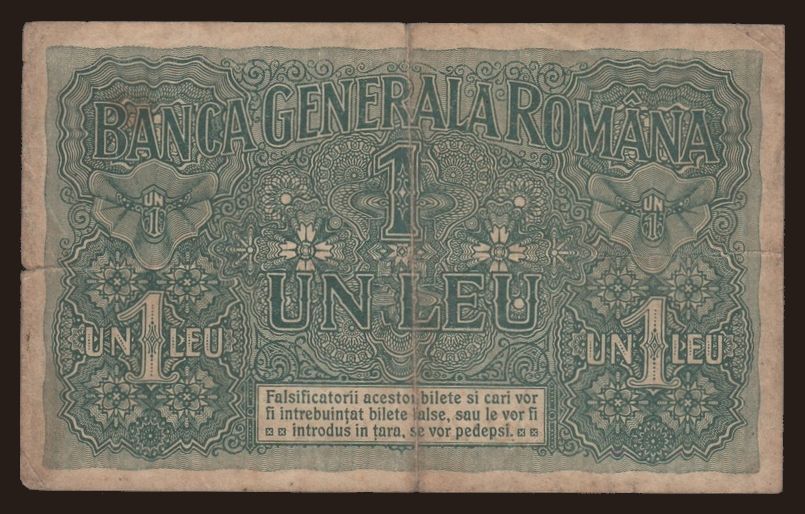 BANCA GENERALA ROMÂNA
UN
1
1
UN
1
UN LEU
UN 1 LEU
UN 1 LEU
Falsificatorii acestor bilete si cari vor
fi intrebuințat bilete false, sau le vor fi
introdus in țara, se vor pedepsi.